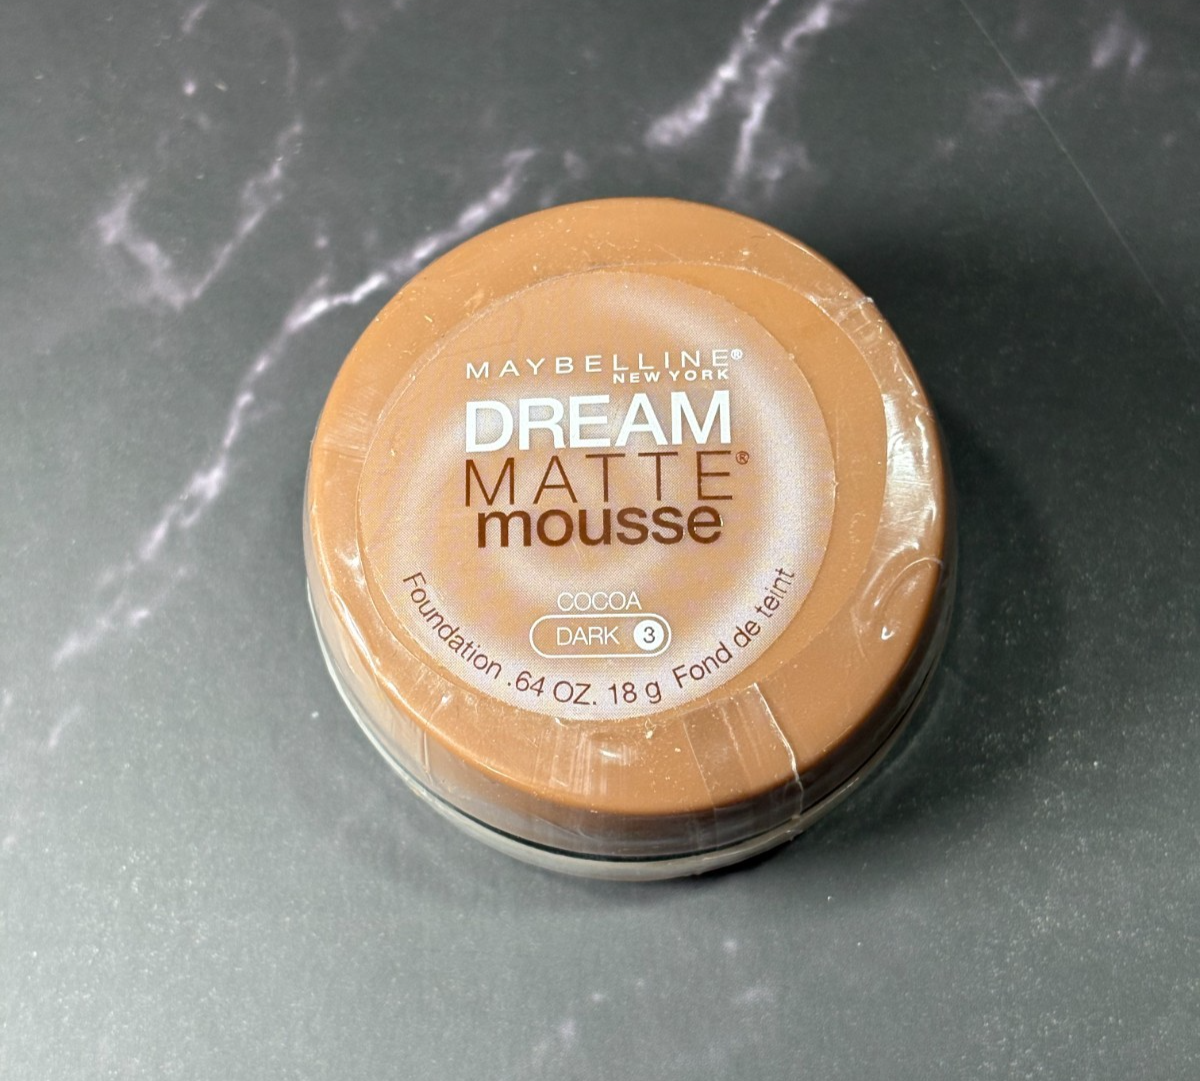 MAYBELLINE®
NEW YORK
DREAM
MATTE®
mousse
COCOA
DARK 3
Foundation .64 OZ. 18 g Fond de teint